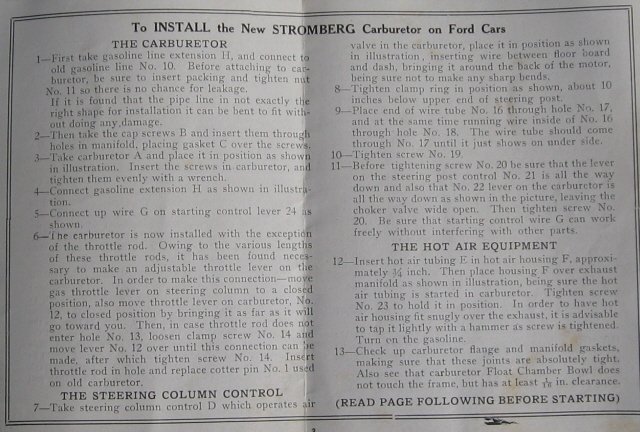 To INSTALL the New STROMBERG Carburetor on Ford Cars
THE CARBURETOR
1—First take gasoline line extension H, and connect to
old gasoline line No. 10. Before attaching to car-
buretor, be sure to insert packing and tighten nut
No. 11 so there is no chance for leakage.
If it is found that the pipe line in not exactly the
right shape for installation it can be bent to fit with-
out doing any damage.
2—Then take the cap screws B and insert them through
holes in manifold, placing gasket C over the screws.
3—Take carburetor A and place it in position as shown
in illustration. Insert the screws in carburetor, and
tighten them evenly with a wrench.
4—Connect gasoline extension H as shown in illustra-
tion.
5—Connect up wire G on starting control lever 24 as
shown.
6—The carburetor is now installed with the exception
of the throttle rod. Owing to the various lengths
of these throttle rods, it has been found neces-
sary to make an adjustable throttle lever on the
carburetor. In order to make this connection—move
gas throttle lever on steering column to a closed
position, also move throttle lever on carburetor, No.
12, to closed position by bringing it as far as it will
go toward you. Then, in case throttle rod does not
enter hole No. 13, loosen clamp screw No. 14 and
move lever No. 12 over until this connection can be
made, after which tighten screw No. 14. Insert
throttle rod in hole and replace cotter pin No. 1 used
on old carburetor.
THE STEERING COLUMN CONTROL
7—Take steering column control D which operates air
valve in the carburetor, place it in position as shown
in illustration, inserting wire between floor board
and dash, bringing it around the back of the motor,
being sure not to make any sharp bends.
8—Tighten clamp ring in position as shown, about 10
inches below upper end of steering post.
9—Place end of wire tube No. 16 through hole No. 17,
and at the same time running wire inside of No. 16
through hole No. 18. The wire tube should come
through No. 17 until it just shows on under side.
10—Tighten screw No. 19.
11—Before tightening screw No. 20 be sure that the lever
on the steering post control No. 21 is all the way
down and also that No. 22 lever on the carburetor is
all the way down as shown in the picture, leaving the
choker valve wide open. Then tighten screw No.
20. Be sure that starting control wire G can work
freely without interfering with other parts.
THE HOT AIR EQUIPMENT
12—Insert hot air tubing E in hot air housing F, approxi-
mately ¾ inch. Then place housing F over exhaust
manifold as shown in illustration, being sure the hot
air tubing is started in carburetor. Tighten screw
No. 23 to hold it in position. In order to have hot
air housing fit snugly over the exhaust, it is advisable
to tap it lightly with a hammer as screw is tightened.
Turn on the gasoline.
13—Check up carburetor flange and manifold gaskets,
making sure that these joints are absolutely tight.
Also see that carburetor Float Chamber Bowl does
not touch the frame, but has at least in. clearance.
(READ PAGE FOLLOWING BEFORE STARTING)